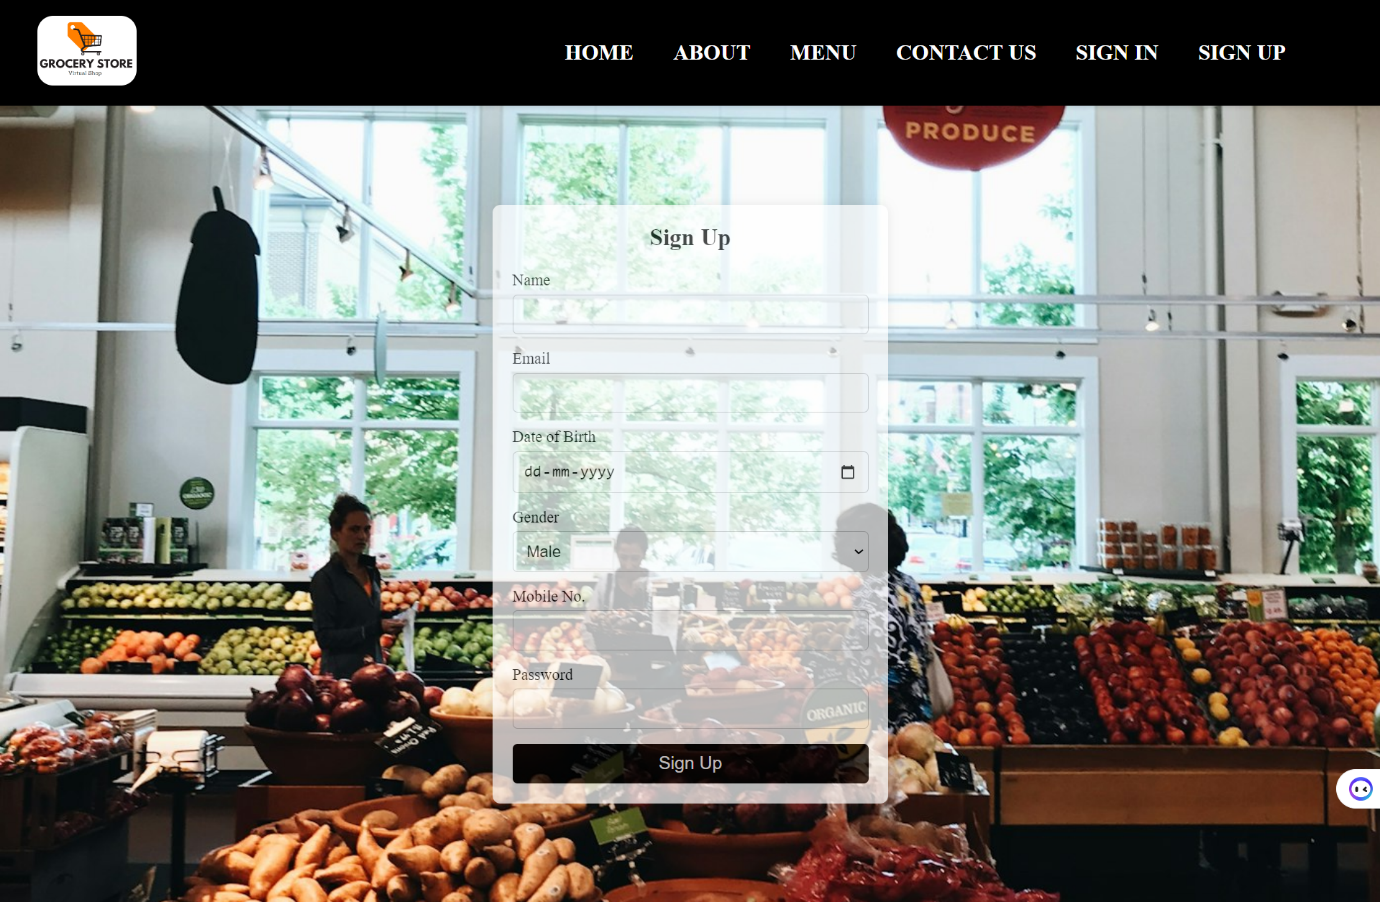 GROCERY STORE
Virtual Shop
HOME ABOUT MENU CONTACT US SIGN IN SIGN UP
PRODUCE
Sign Up
Name
Email
Date of Birth
dd-mm-yyyy
Gender
Male
Mobile No.
Password
ORGANIC
Sign Up